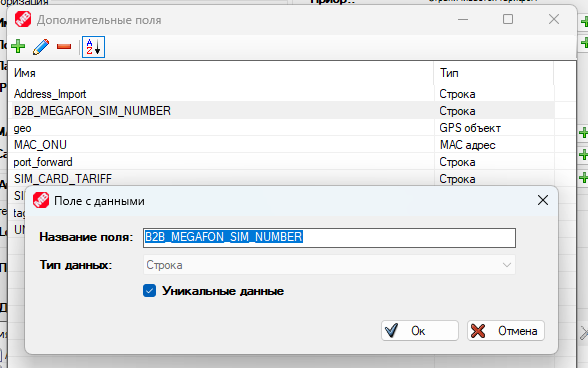 Дополнительные поля
Имя Тип
Address_Import Строка
B2B_MEGAFON_SIM_NUMBER Строка
geo GPS объект
MAC_ONU MAC адрес
port_forward Строка
SIM_CARD_TARIFF Строка
Поле с данными
Название поля: B2B_MEGAFON_SIM_NUMBER
Тип данных: Строка
Уникальные данные
Ок Отмена